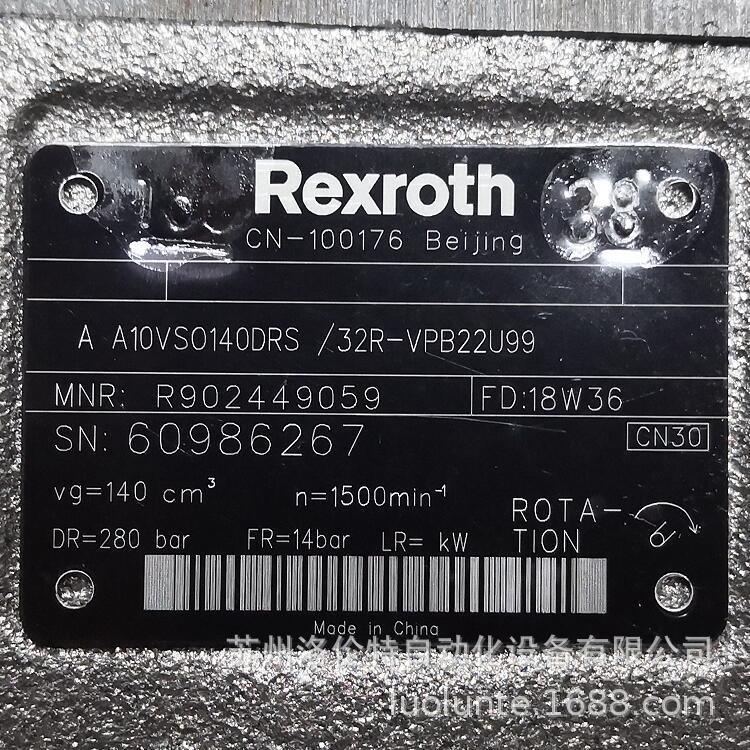 Rexroth
CN-100176 Beijing
A A10VSO140DRS /32R-VPB22U99
MNR: R902449059 FD:18W36
SN: 60986267 CN30
vg=140 cm³ n=1500min⁻¹
ROTA-
TION
DR=280 bar FR=14bar LR= kW
Made in China
苏州洛伦特自动化设备有限公司
luolunte.1688.com